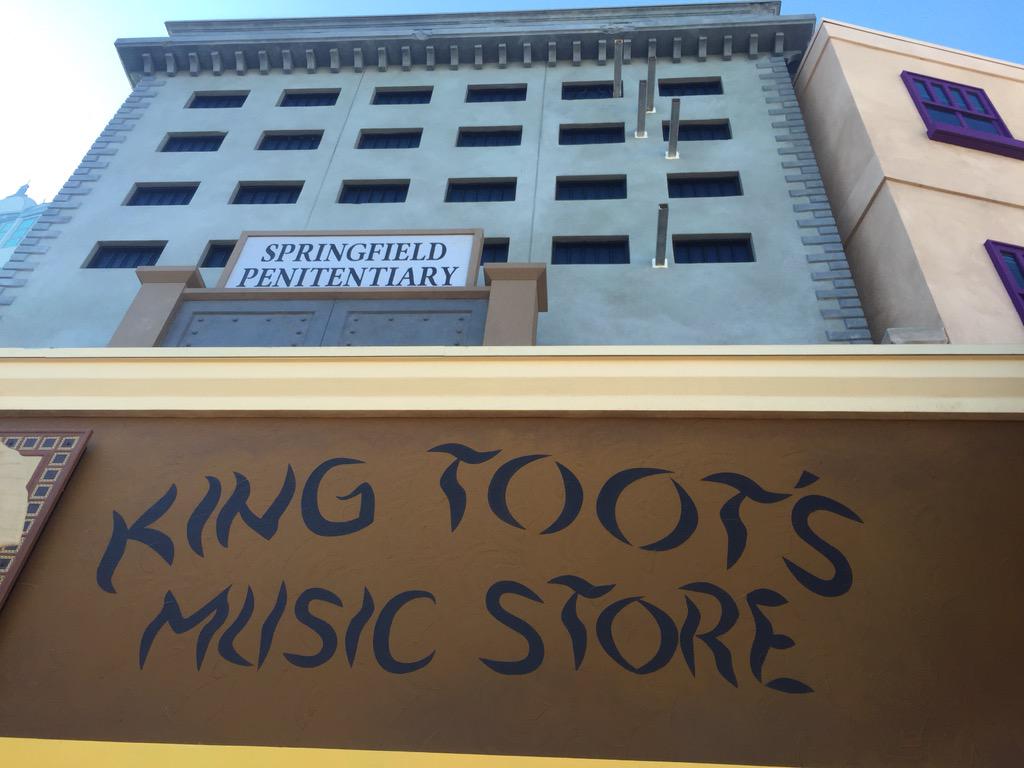 SPRINGFIELD
PENITENTIARY
KING TOOT'S
MUSIC STORE